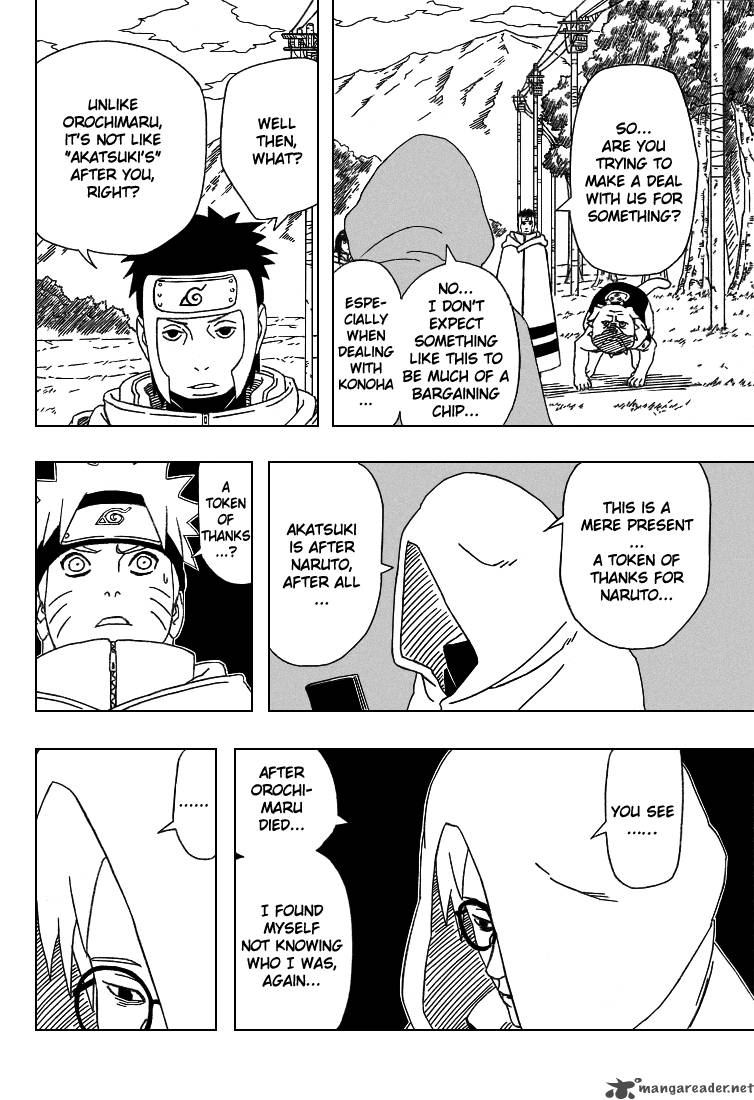 SO...
ARE YOU
TRYING TO
MAKE A DEAL
WITH US FOR
SOMETHING?
NO...
I DON'T
EXPECT
SOMETHING
LIKE THIS TO
BE MUCH OF A
BARGAINING
CHIP...
ESPE-
CIALLY
WHEN
DEALING
WITH
KONOHA
...
WELL
THEN,
WHAT?
UNLIKE
OROCHIMARU,
IT'S NOT LIKE
"AKATSUKI'S"
AFTER YOU,
RIGHT?
THIS IS A
MERE PRESENT
...
A TOKEN OF
THANKS FOR
NARUTO...
AKATSUKI
IS AFTER
NARUTO,
AFTER ALL
...
A
TOKEN
OF
THANKS
...?
YOU SEE
......
AFTER
OROCHI-
MARU
DIED...
I FOUND
MYSELF
NOT KNOWING
WHO I WAS,
AGAIN...
......
mangareader.net